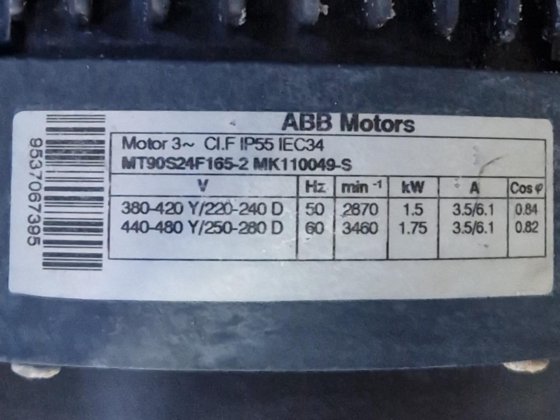 ABB Motors
Motor 3~ Cl.F IP55 IEC34
MT90S24F165-2 MK110049-S
V Hz min⁻¹ kW A Cos φ
380-420 Y/220-240 D 50 2870 1.5 3.5/6.1 0.84
440-480 Y/250-280 D 60 3460 1.75 3.5/6.1 0.82
9537067395